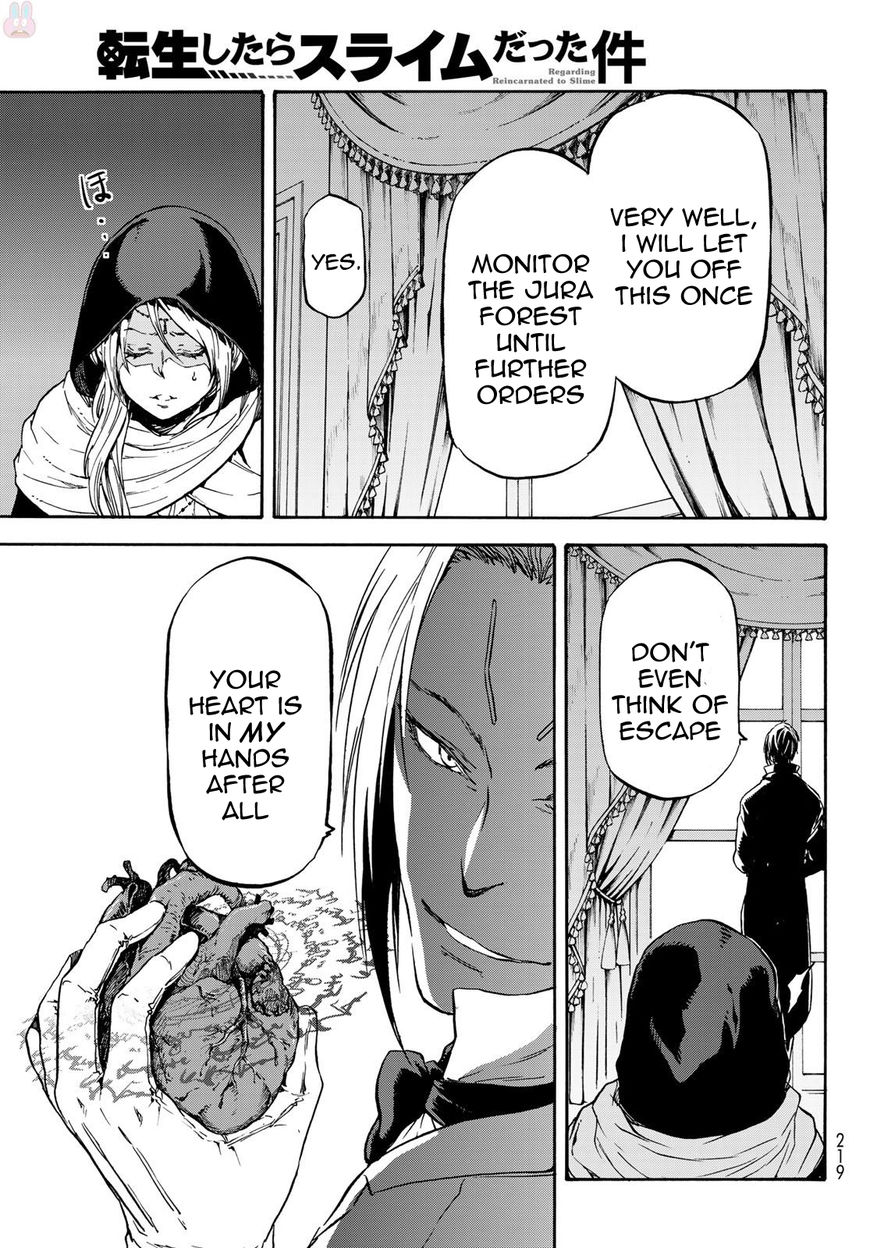 転生したらスライムだった件
Regarding
Reincarnated to Slime
VERY WELL,
I WILL LET
YOU OFF
THIS ONCE
MONITOR
THE JURA
FOREST
UNTIL
FURTHER
ORDERS
YES.
ほ…
DON'T
EVEN
THINK OF
ESCAPE
YOUR
HEART IS
IN MY
HANDS
AFTER
ALL
219